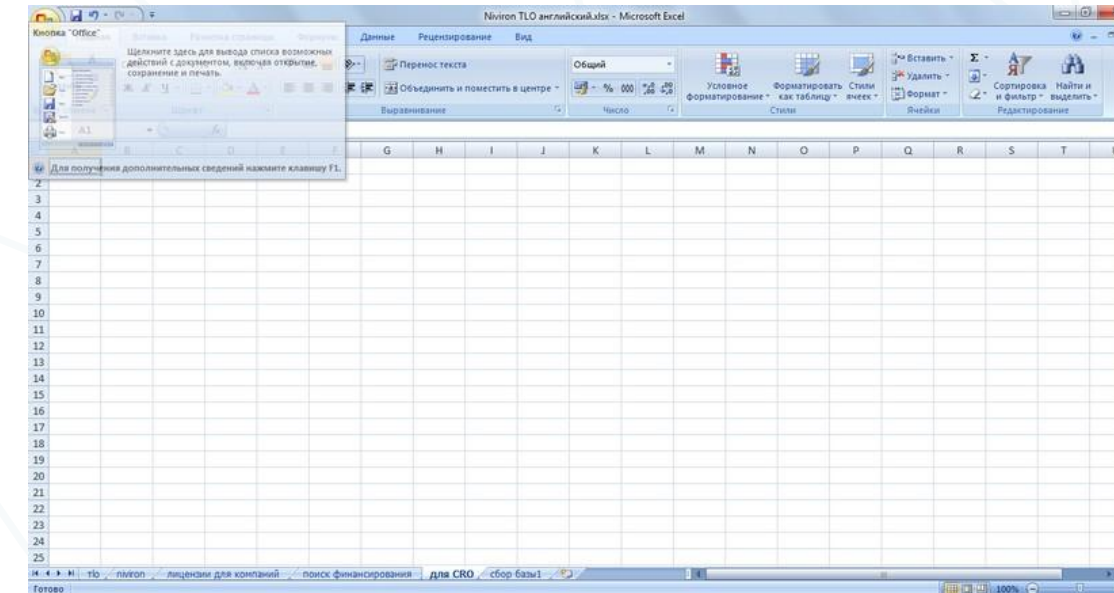 Niviron TLO английский.xlsx - Microsoft Excel
Кнопка "Office"
Щелкните здесь для вывода списка возможных
действий с документом, включая открытие,
сохранение и печать.
Для получения дополнительных сведений нажмите клавишу F1.
Данные Рецензирование Вид
Перенос текста
Объединить и поместить в центре
Выравнивание
Общий
% 000
Число
Условное форматирование
Форматировать как таблицу
Стили ячеек
Стили
Вставить
Удалить
Формат
Ячейки
Σ
Сортировка и фильтр
Найти и выделить
Редактирование
A1
G H I J K L M N O P Q R S T
2
3
4
5
6
7
8
9
10
11
12
13
14
15
16
17
18
19
20
21
22
23
24
25
тlo niviron лицензии для компаний поиск финансирования для CRO сбор базы1
Готово 100%